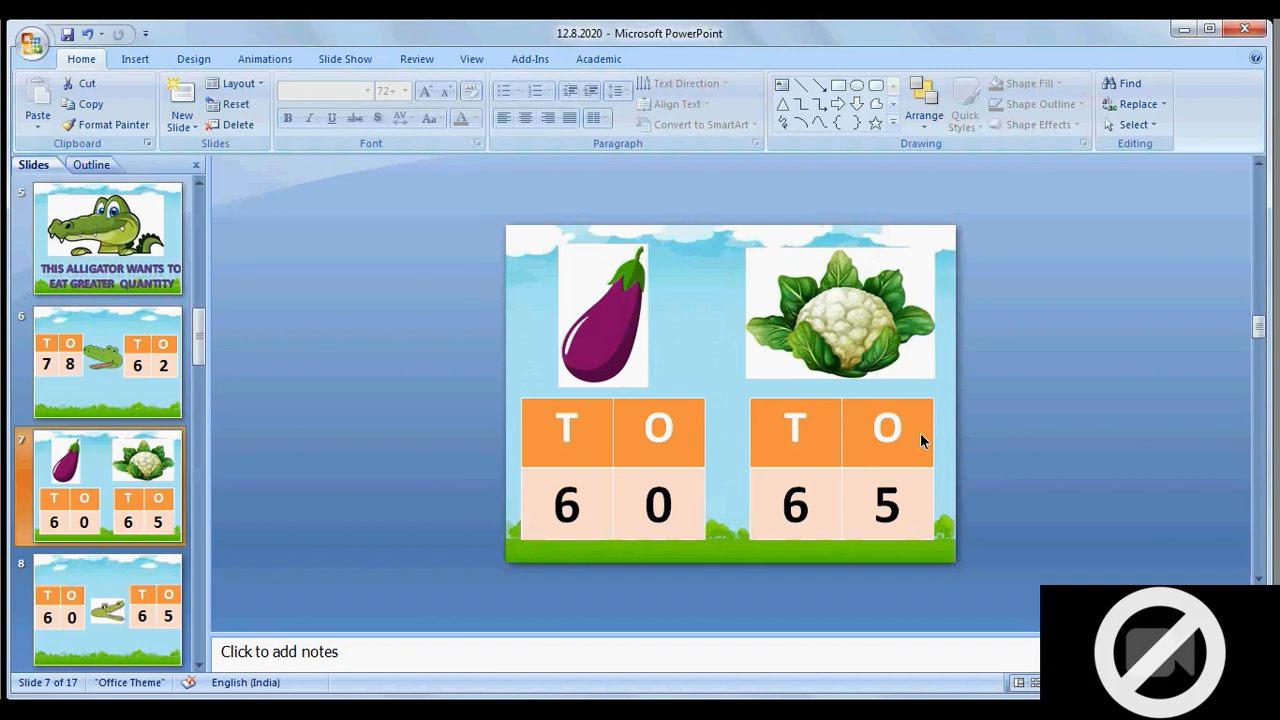 12.8.2020 - Microsoft PowerPoint
Home Insert Design Slide Show Animations Review View Add-Ins Academic
Paste
Cut
Copy
Format Painter
Clipboard
New Slide
Layout
Reset
Delete
Slides
72+
B I U abc S AV Aa A
Font
Text Direction
Align Text
Convert to SmartArt
Paragraph
Arrange
Quick Styles
Shape Fill
Shape Outline
Shape Effects
Drawing
Find
Replace
Select
Editing
Slides Outline
5
THIS ALLIGATOR WANTS TO
EAT GREATER QUANTITY
6
T O T O
7 8 6 2
7
T O T O
6 0 6 5
8
T O T O
6 0 6 5
T O T O
6 0 6 5
Click to add notes
Slide 7 of 17 "Office Theme" English (India)